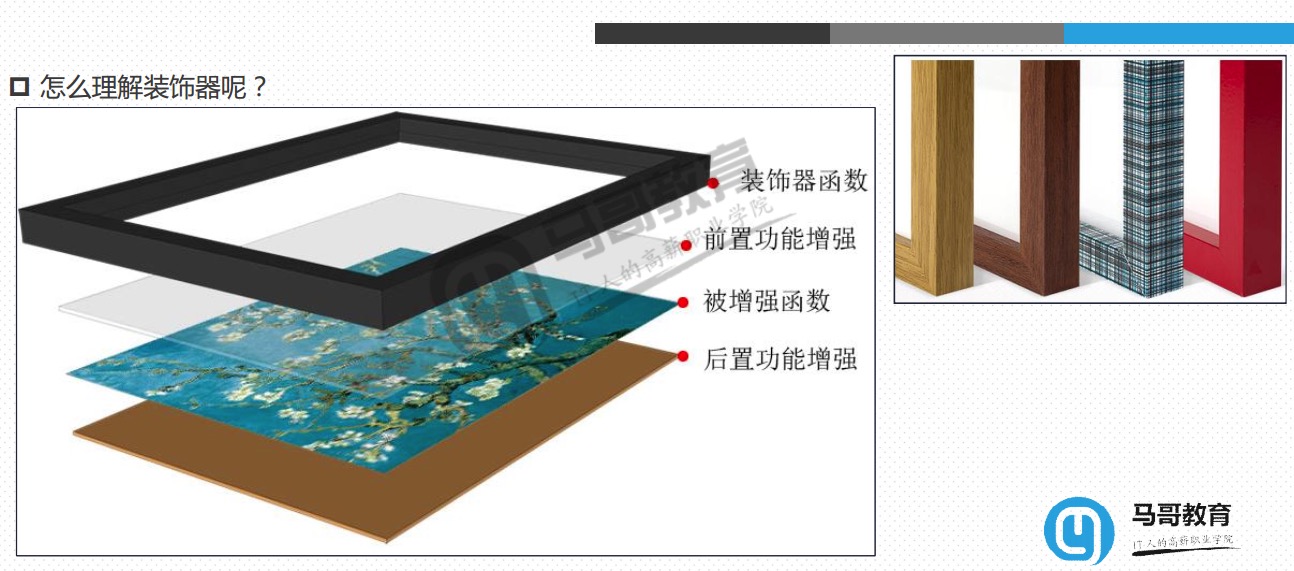 怎么理解装饰器呢？
装饰器函数
前置功能增强
被增强函数
后置功能增强
马哥教育
IT人的高薪职业学院
马哥教育
IT人的高薪职业学院